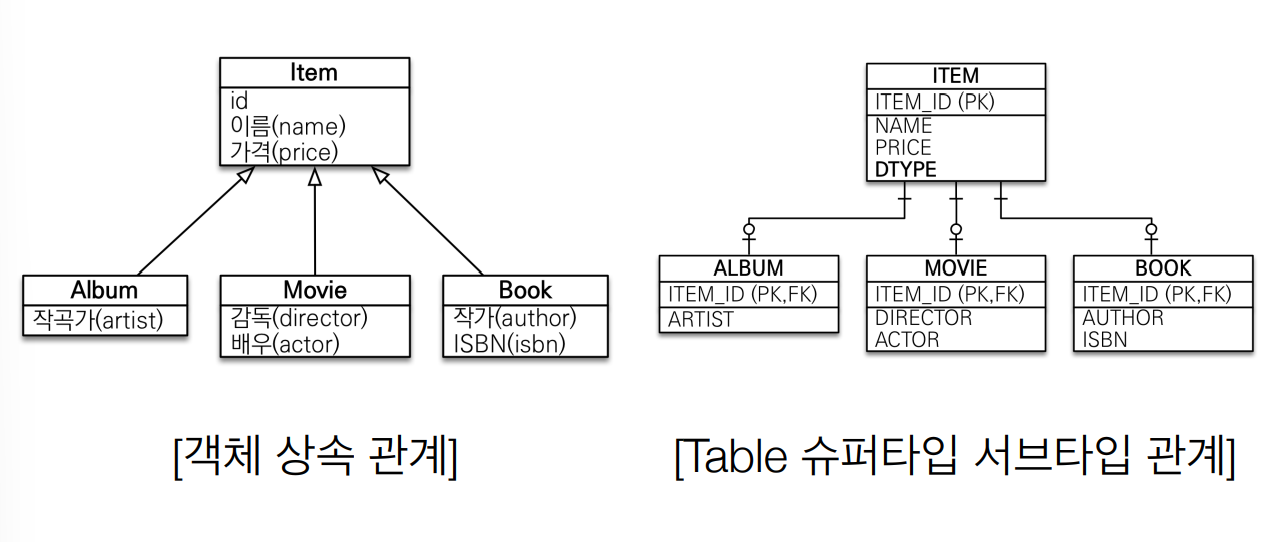 Item
id
이름(name)
가격(price)
Album
작곡가(artist)
Movie
감독(director)
배우(actor)
Book
작가(author)
ISBN(isbn)
[객체 상속 관계]
ITEM
ITEM_ID (PK)
NAME
PRICE
DTYPE
ALBUM
ITEM_ID (PK,FK)
ARTIST
MOVIE
ITEM_ID (PK,FK)
DIRECTOR
ACTOR
BOOK
ITEM_ID (PK,FK)
AUTHOR
ISBN
[Table 슈퍼타입 서브타입 관계]